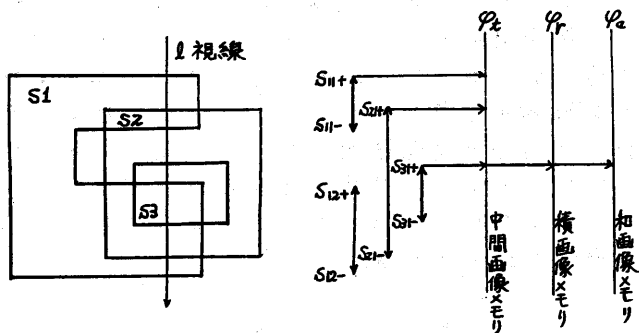 l 視線
S1
S2
S3
S11+
S11-
S21+
S31+
S12+
S31-
S21-
S12-
φt
φr
φa
中間画像メモリ
積画像メモリ
和画像メモリ